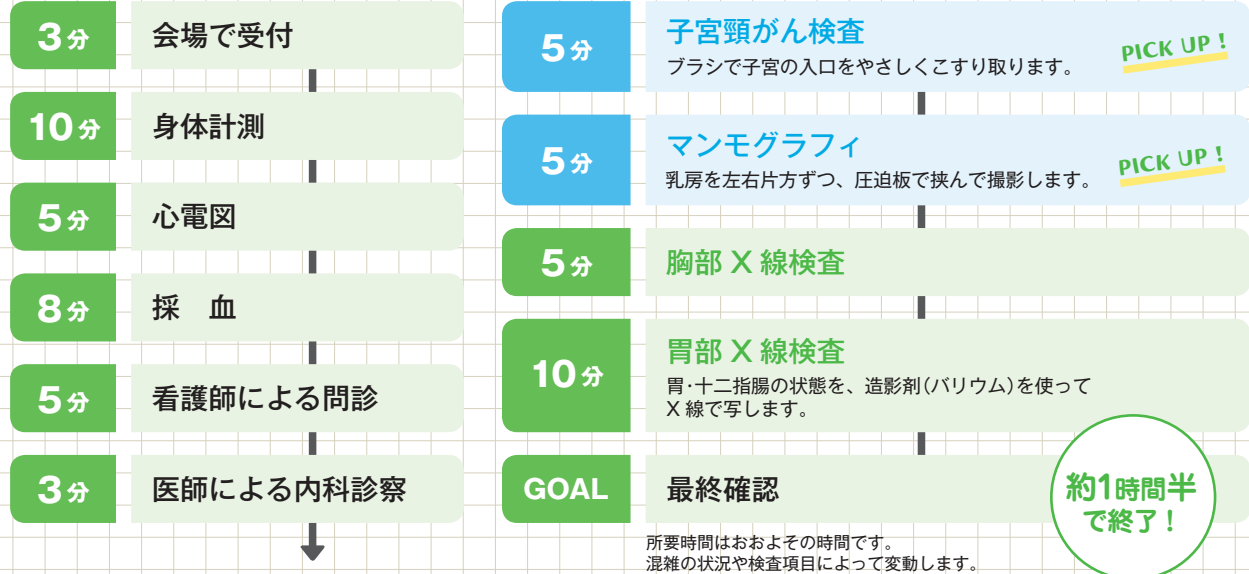 3分 会場で受付
10分 身体計測
5分 心電図
8分 採　血
5分 看護師による問診
3分 医師による内科診察
5分 子宮頸がん検査
ブラシで子宮の入口をやさしくこすり取ります。
PICK UP！
5分 マンモグラフィ
乳房を左右片方ずつ、圧迫板で挟んで撮影します。
PICK UP！
5分 胸部X線検査
10分 胃部X線検査
胃・十二指腸の状態を、造影剤（バリウム）を使って
X線で写します。
GOAL 最終確認
約1時間半
で終了！
所要時間はおおよその時間です。
混雑の状況や検査項目によって変動します。